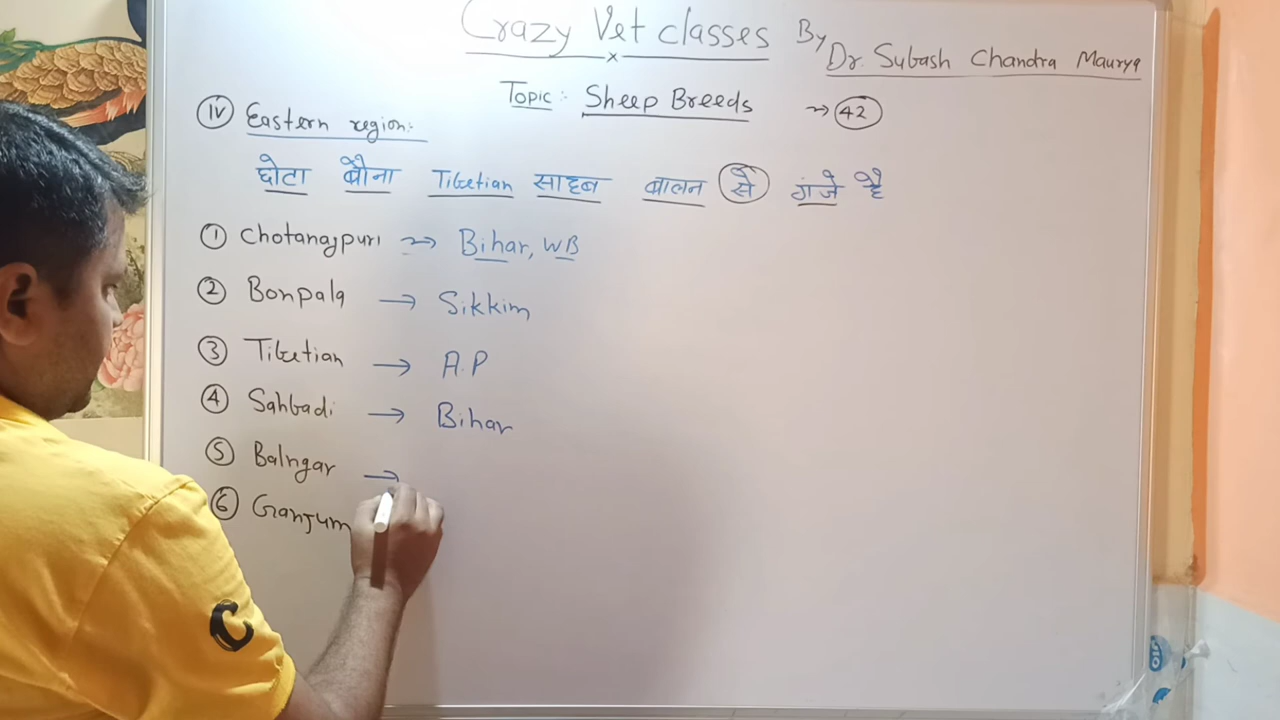 Crazy Vet classes By Dr. Subash Chandra Maurya
Topic:- Sheep Breeds → 42
IV Eastern region:-
छोटा बौना Tibetian साहब बालन से गंजे है
1 Chotanagpuri → Bihar, WB
2 Bonpala → Sikkim
3 Tibetian → A.P
4 Sahbadi → Bihar
5 Balngar →
6 Ganjum
C